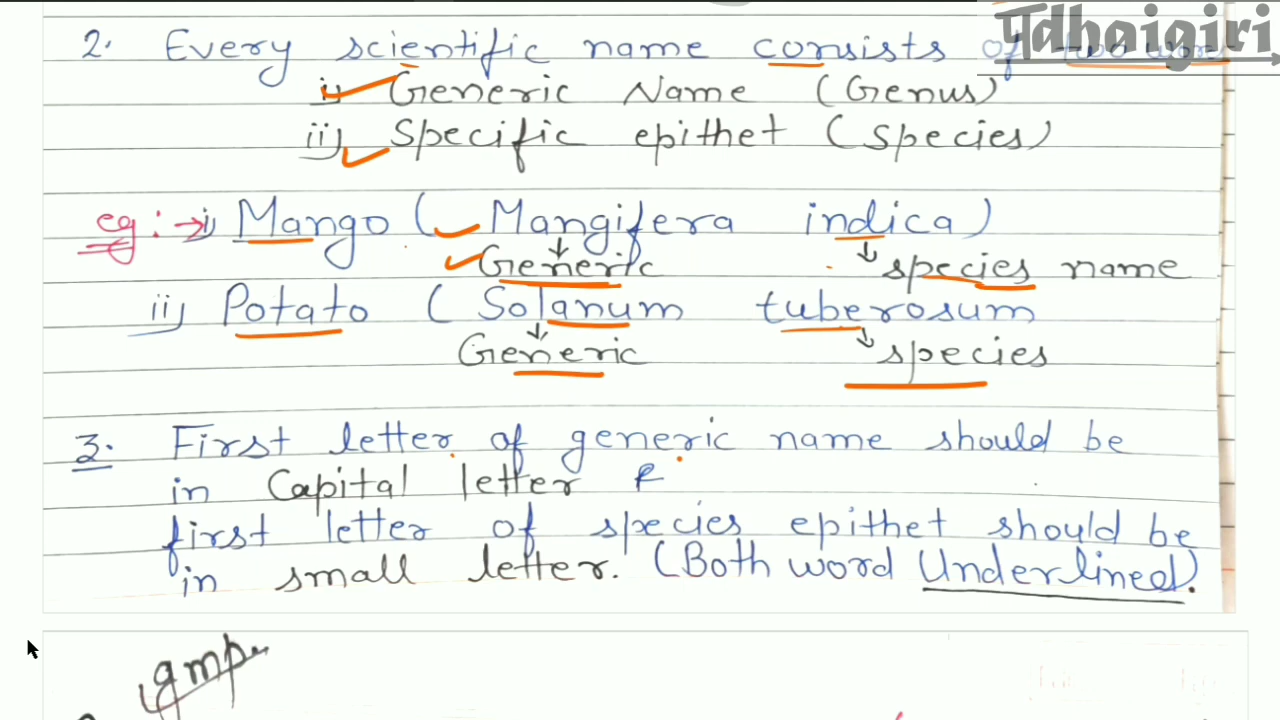 पdhaigiri
2. Every scientific name consists of two wor
i) Generic Name (Genus)
ii) Specific epithet (Species)
eg:→ i) Mango ( Mangifera indica)
↓ Generic ↓ species name
ii) Potato ( Solanum tuberosum
↓ Generic ↓ species
3. First letter of generic name should be
in Capital letter &
first letter of species epithet should be
in small letter. (Both word Underlined).
Imp.